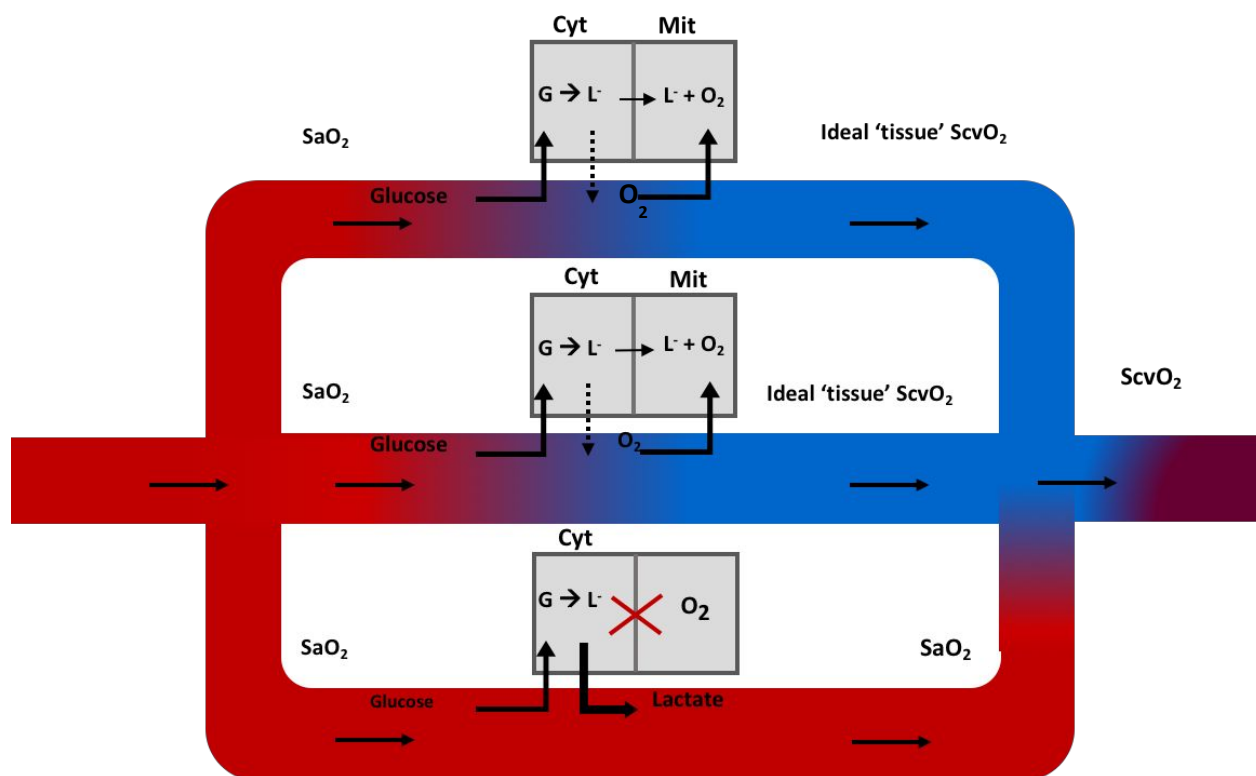 Cyt Mit
G → L⁻ → L⁻ + O₂
SaO₂
Ideal ‘tissue’ ScvO₂
Glucose O₂
Cyt Mit
G → L⁻ → L⁻ + O₂
SaO₂
Ideal ‘tissue’ ScvO₂
ScvO₂
Glucose O₂
Cyt
G → L⁻ O₂
SaO₂
SaO₂
Glucose Lactate